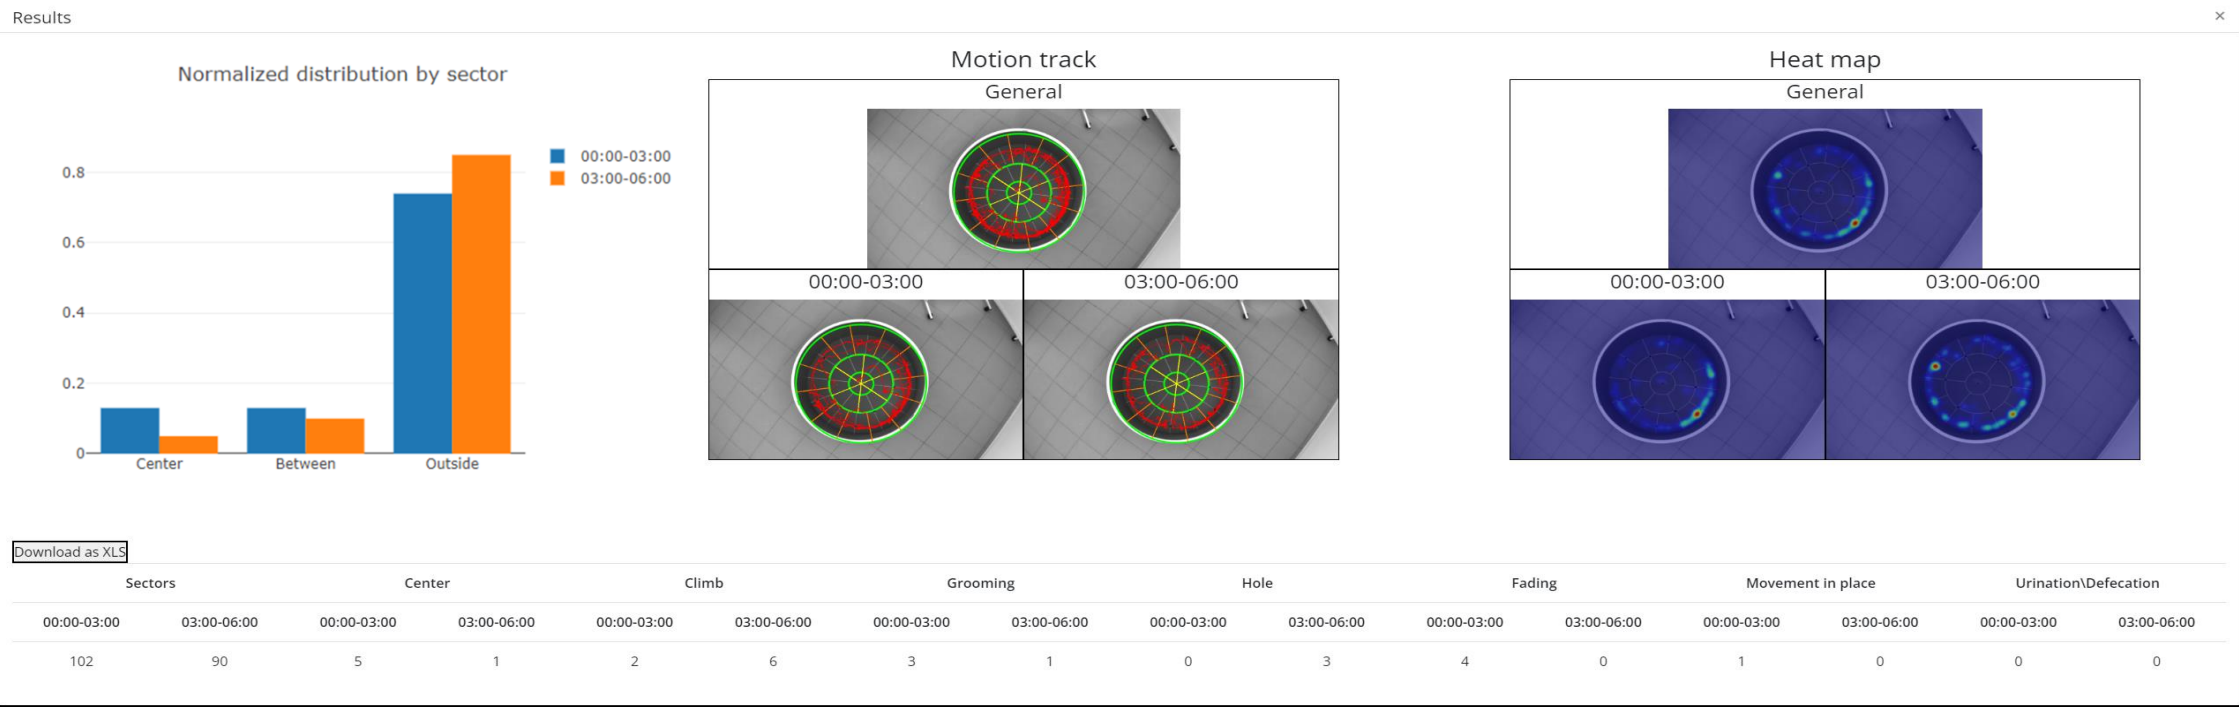 Results
×
Normalized distribution by sector
00:00-03:00
03:00-06:00
0.8
0.6
0.4
0.2
0
Center Between Outside
Motion track
General
00:00-03:00 03:00-06:00
Heat map
General
00:00-03:00 03:00-06:00
Download as XLS
Sectors Center Climb Grooming Hole Fading Movement in place Urination\Defecation
00:00-03:00 03:00-06:00 00:00-03:00 03:00-06:00 00:00-03:00 03:00-06:00 00:00-03:00 03:00-06:00 00:00-03:00 03:00-06:00 00:00-03:00 03:00-06:00 00:00-03:00 03:00-06:00 00:00-03:00 03:00-06:00
102 90 5 1 2 6 3 1 0 3 4 0 1 0 0 0